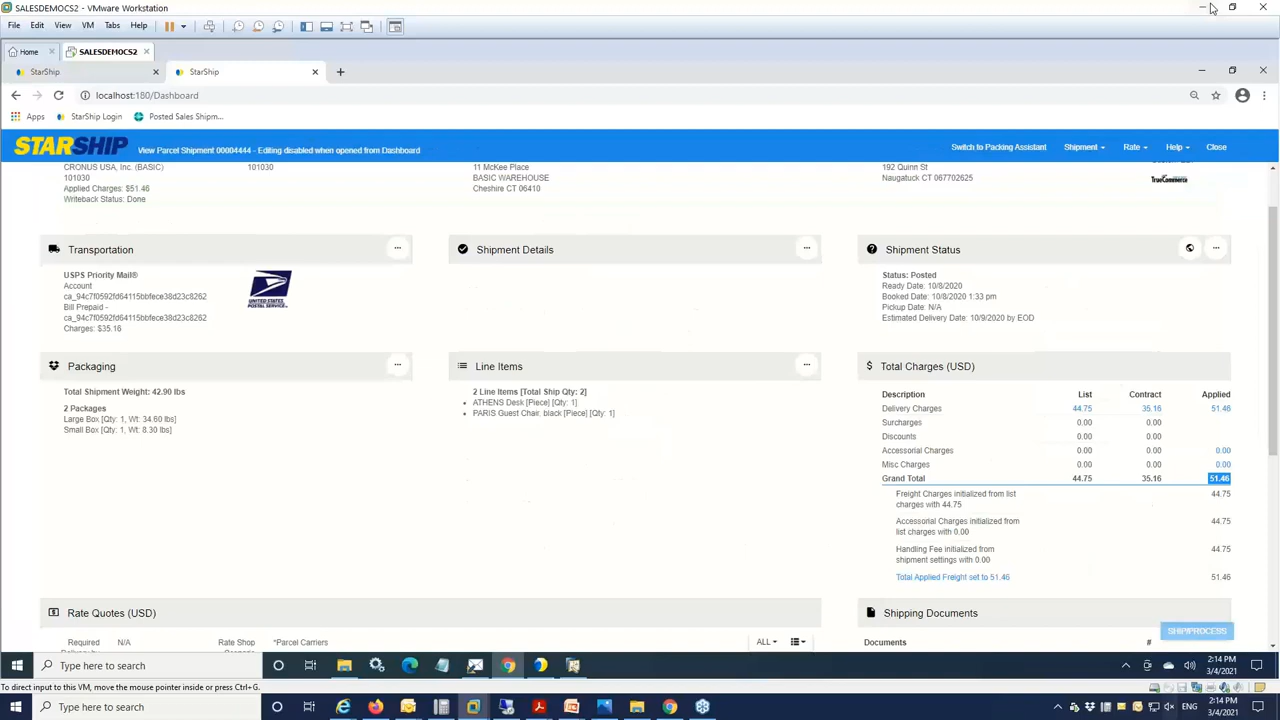 SALESDEMOCS2 - VMware Workstation
File Edit View VM Tabs Help
Home SALESDEMOCS2
StarShip StarShip
localhost:180/Dashboard
Apps StarShip Login Posted Sales Shipm...
STARSHIP View Parcel Shipment 00004444 - Editing disabled when opened from Dashboard Switch to Packing Assistant Shipment Rate Help Close
CRONUS USA, Inc. (BASIC) 101030 11 McKee Place 192 Quinn St
101030 BASIC WAREHOUSE Naugatuck CT 067702625
Applied Charges: $51.46 Cheshire CT 06410 TrueCommerce
Writeback Status: Done
Transportation
USPS Priority Mail®
Account
ca_94c7f0592fd64115bbfece38d23c8262
Bill Prepaid -
ca_94c7f0592fd64115bbfece38d23c8262
Charges: $35.16
UNITED STATES
POSTAL SERVICE
Shipment Details
Shipment Status
Status: Posted
Ready Date: 10/8/2020
Booked Date: 10/8/2020 1:33 pm
Pickup Date: N/A
Estimated Delivery Date: 10/9/2020 by EOD
Packaging
Total Shipment Weight: 42.90 lbs
2 Packages
Large Box [Qty: 1, Wt: 34.60 lbs]
Small Box [Qty: 1, Wt: 8.30 lbs]
Line Items
2 Line Items [Total Ship Qty: 2]
ATHENS Desk [Piece] [Qty: 1]
PARIS Guest Chair, black [Piece] [Qty: 1]
Total Charges (USD)
Description List Contract Applied
Delivery Charges 44.75 35.16 51.46
Surcharges 0.00 0.00
Discounts 0.00 0.00
Accessorial Charges 0.00 0.00 0.00
Misc Charges 0.00 0.00 0.00
Grand Total 44.75 35.16 51.46
Freight Charges initialized from list 44.75
charges with 44.75
Accessorial Charges initialized from 44.75
list charges with 0.00
Handling Fee initialized from 44.75
shipment settings with 0.00
Total Applied Freight set to 51.46 51.46
Rate Quotes (USD)
Required N/A Rate Shop *Parcel Carriers ALL
Delivery by
Shipping Documents
SHIP/PROCESS
Documents #
Type here to search 2:14 PM
3/4/2021
To direct input to this VM, move the mouse pointer inside or press Ctrl+G.
Type here to search ENG 2:14 PM
3/4/2021